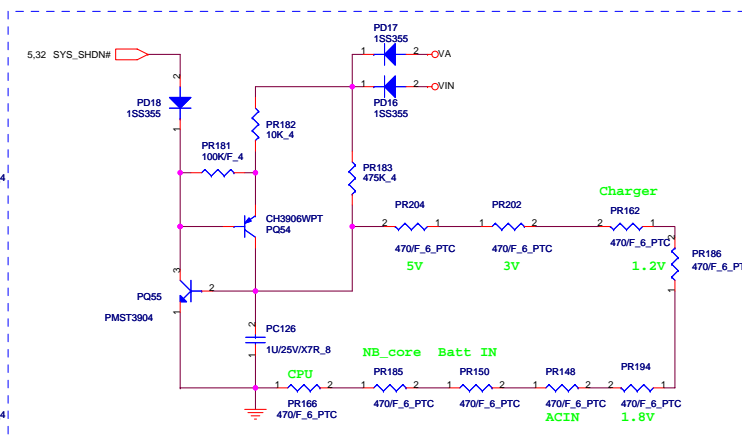 PD17
1SS355
1
2
VA
5,32 SYS_SHDN#
2
1
2
VIN
PD16
1SS355
PD18
1SS355
1
PR182
10K_4
PR181
100K/F_4
PR183
475K_4
4
Charger
PR204
PR202
PR162
2
1
1
2
2
1
CH3906WPT
PQ54
470/F_6_PTC
470/F_6_PTC
470/F_6_PTC
2
PR186
470/F_6_PT
5V
3V
1.2V
3
PQ55
2
1
1
PMST3904
2
PC126
1
1U/25V/X7R_8
NB_core Batt IN
CPU
PR185
PR150
PR148
PR194
1
2
1
2
1
2
1
2
2
1
PR166
470/F_6_PTC
470/F_6_PTC
470/F_6_PTC
470/F_6_PTC
470/F_6_PTC
ACIN
1.8V
4